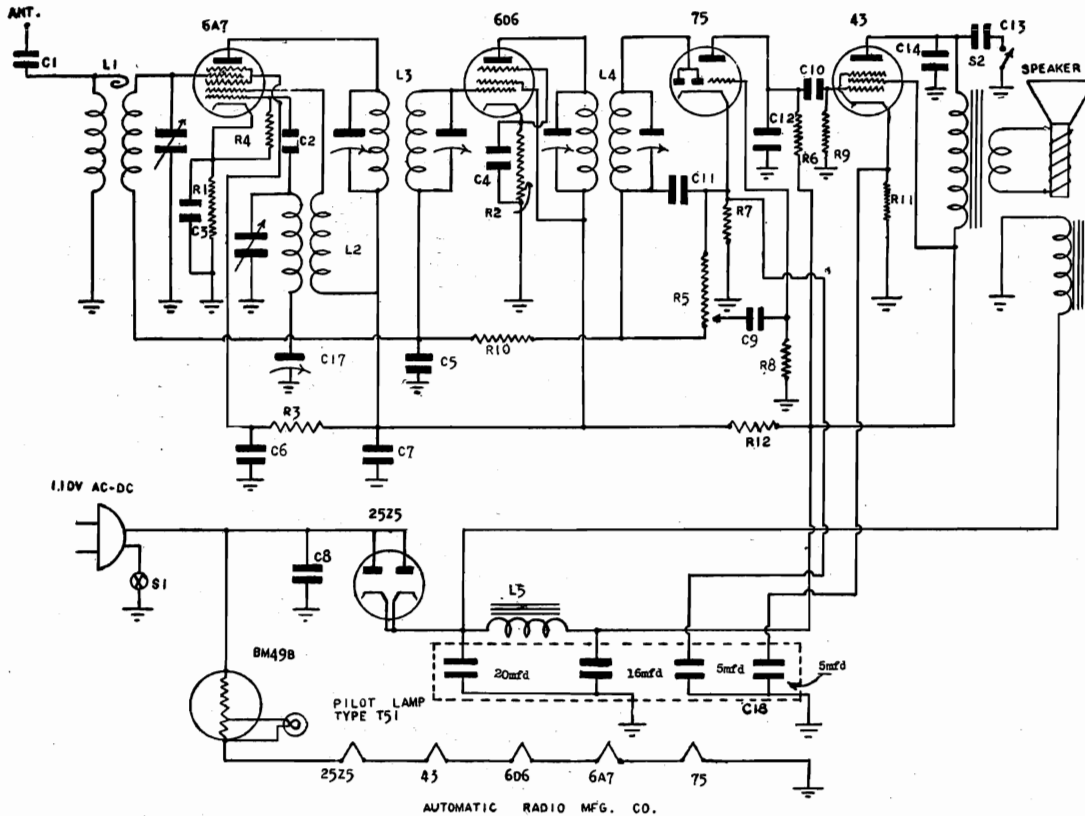 ANT.
C1
L1
6A7
R4
C2
L3
6D6
C4
R2
L4
75
C12
C10
R6
R9
43
C14
C13
S2
SPEAKER
R1
C3
L2
C11
R7
R11
R5
C9
R8
C17
C5
R10
R3
C6
C7
R12
110V AC-DC
S1
C8
25Z5
L5
BM49B
20mfd
16mfd
5mfd
5mfd
C18
PILOT LAMP
TYPE T51
25Z5
43
6D6
6A7
75
AUTOMATIC RADIO MFG. CO.